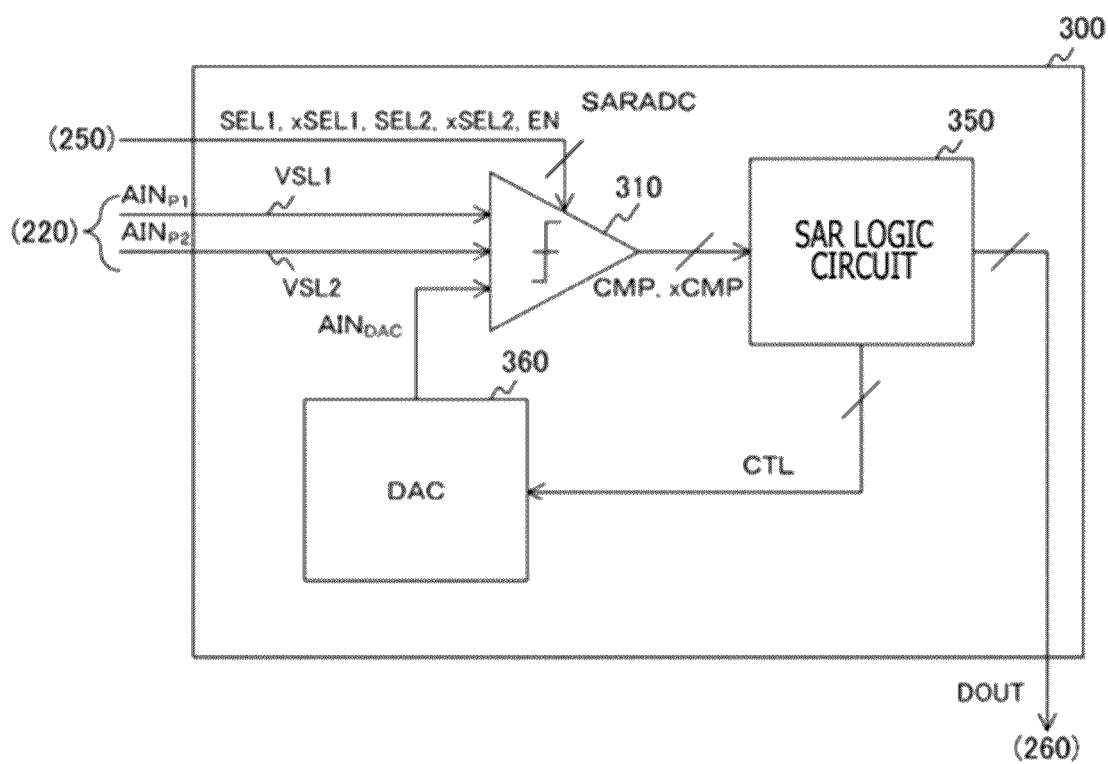 300
SARADC
SEL1, xSEL1, SEL2, xSEL2, EN
(250)
350
VSL1
310
AINP1
(220)
AINP2
SAR LOGIC
CIRCUIT
VSL2
CMP, xCMP
AINDAC
360
CTL
DAC
DOUT
(260)